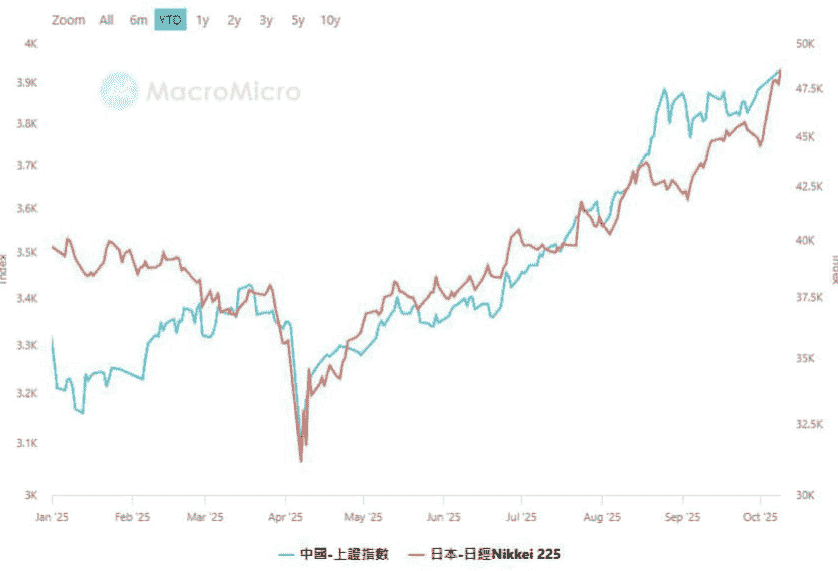 Zoom All 6m YTD 1y 2y 3y 5y 10y
4K 50K
MacroMicro
3.9K 47.5K
3.8K 45K
3.7K
3.6K 42.5K
3.5K 40K
Index Index
3.4K 37.5K
3.3K 35K
3.2K 32.5K
3.1K
3K 30K
Jan '25 Feb '25 Mar '25 Apr '25 May '25 Jun '25 Jul '25 Aug '25 Sep '25 Oct '25
中國-上證指數 日本-日經Nikkei 225